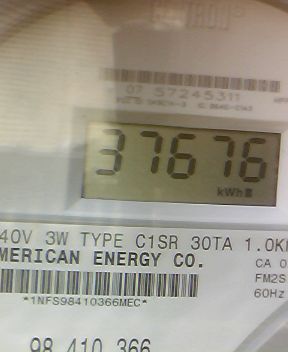 07 57245311
37676
kWh
40V 3W TYPE C1SR 30TA 1.0K
MERICAN ENERGY CO.
CA 0
FM2S
*1NFS98410366MEC*
60Hz
98 410 366